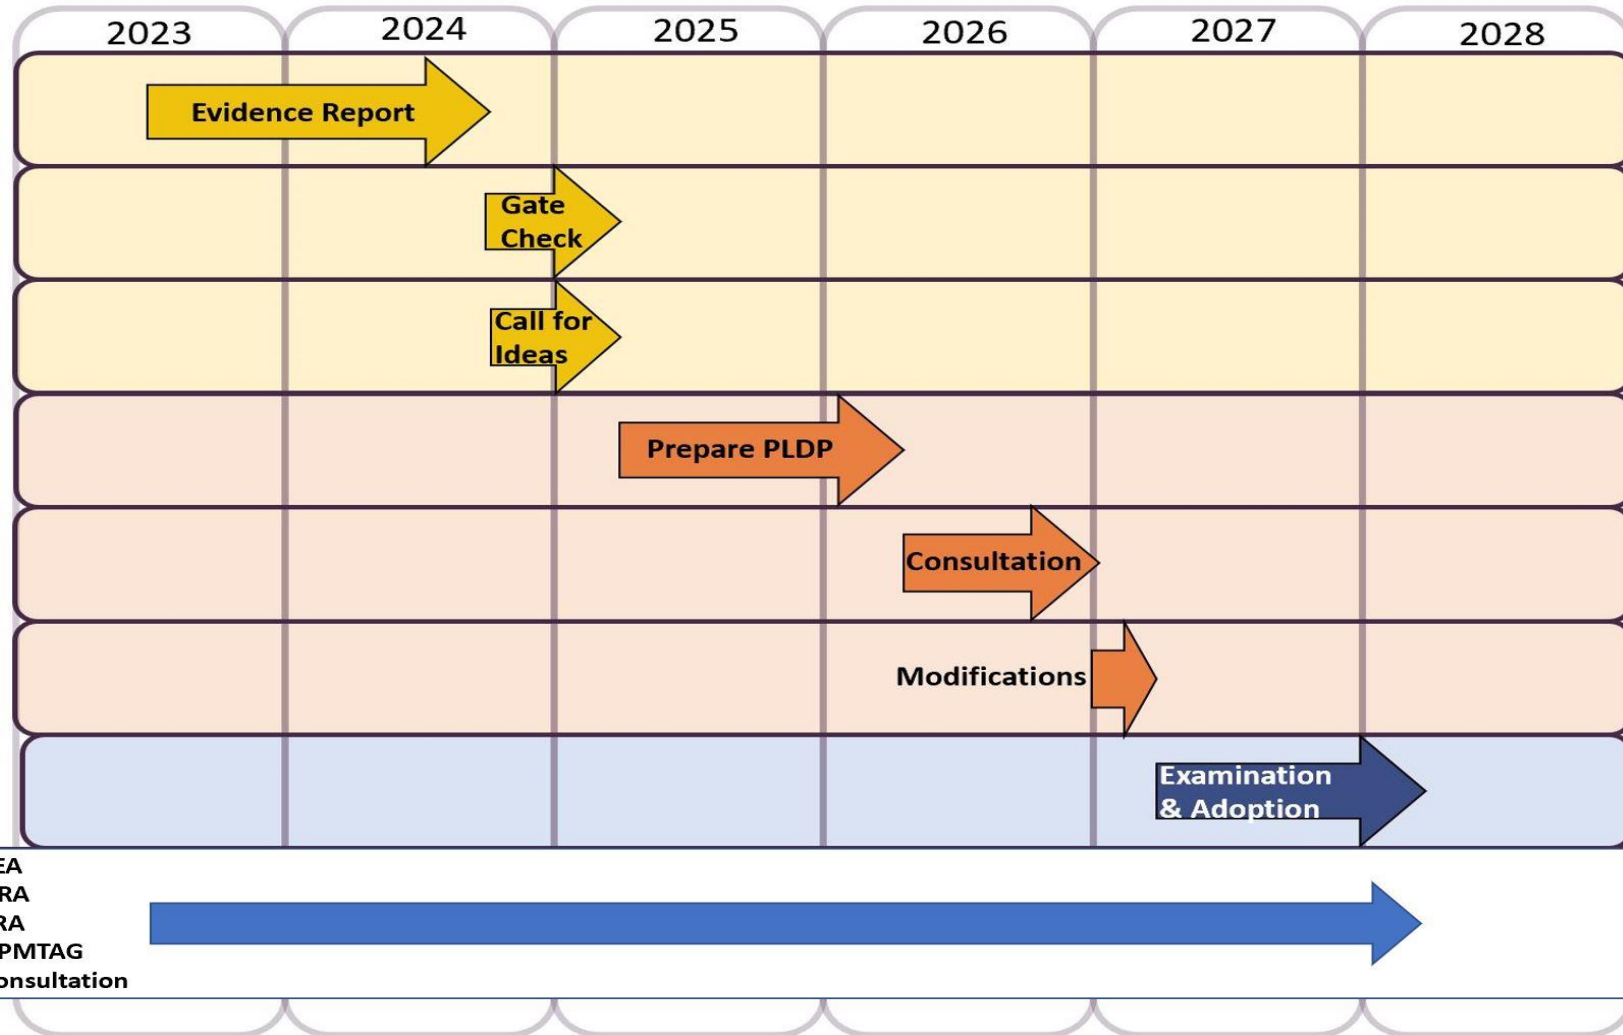 2023 2024 2025 2026 2027 2028
Evidence Report
Gate
Check
Call for
Ideas
Prepare PLDP
Consultation
Modifications
Examination
& Adoption
EA
RA
RA
PMTAG
onsultation